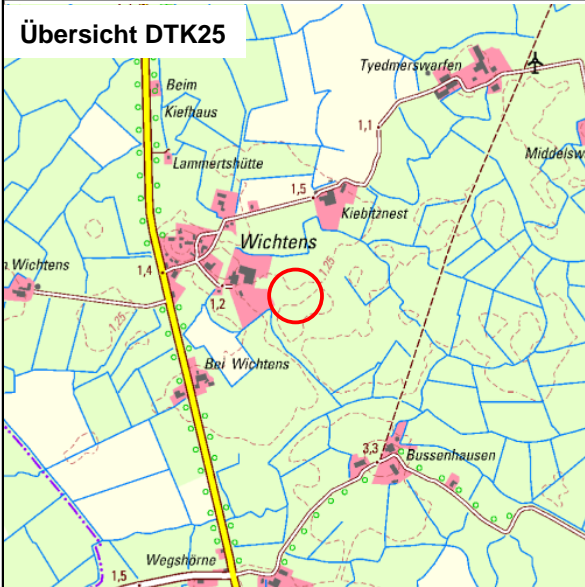 Übersicht DTK25
Beim
Kiefhaus
Tyedmerswarfen
1,1
Middelsw
Lammertshütte
1,5
Kiebitznest
Wichtens
n Wichtens
1,4
1,25
1,2
1,25
Bei Wichtens
3,3
Bussenhausen
Wegshörne
1,5